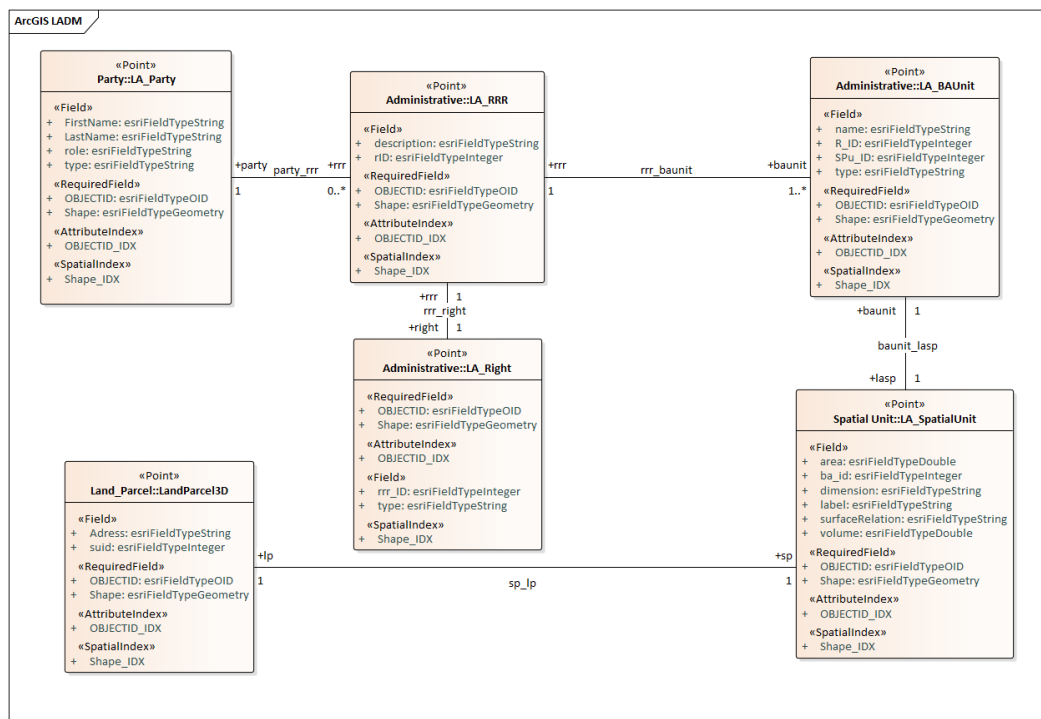 ArcGIS LADM
«Point»
Party::LA_Party
«Field»
+ FirstName: esriFieldTypeString
+ LastName: esriFieldTypeString
+ role: esriFieldTypeString
+ type: esriFieldTypeString
«RequiredField»
+ OBJECTID: esriFieldTypeOID
+ Shape: esriFieldTypeGeometry
«AttributeIndex»
+ OBJECTID_IDX
«SpatialIndex»
+ Shape_IDX
+party
1
party_rrr
+rrr
0..*
«Point»
Administrative::LA_RRR
«Field»
+ description: esriFieldTypeString
+ rID: esriFieldTypeInteger
«RequiredField»
+ OBJECTID: esriFieldTypeOID
+ Shape: esriFieldTypeGeometry
«AttributeIndex»
+ OBJECTID_IDX
«SpatialIndex»
+ Shape_IDX
+rrr
1
rrr_baunit
+baunit
1..*
«Point»
Administrative::LA_BAUnit
«Field»
+ name: esriFieldTypeString
+ R_ID: esriFieldTypeInteger
+ SPu_ID: esriFieldTypeInteger
+ type: esriFieldTypeString
«RequiredField»
+ OBJECTID: esriFieldTypeOID
+ Shape: esriFieldTypeGeometry
«AttributeIndex»
+ OBJECTID_IDX
«SpatialIndex»
+ Shape_IDX
+rrr 1
rrr_right
+right 1
«Point»
Administrative::LA_Right
«RequiredField»
+ OBJECTID: esriFieldTypeOID
+ Shape: esriFieldTypeGeometry
«AttributeIndex»
+ OBJECTID_IDX
«Field»
+ rrr_ID: esriFieldTypeInteger
+ type: esriFieldTypeString
«SpatialIndex»
+ Shape_IDX
+baunit 1
baunit_lasp
+lasp 1
«Point»
Spatial Unit::LA_SpatialUnit
«Field»
+ area: esriFieldTypeDouble
+ ba_id: esriFieldTypeInteger
+ dimension: esriFieldTypeString
+ label: esriFieldTypeString
+ surfaceRelation: esriFieldTypeString
+ volume: esriFieldTypeDouble
«RequiredField»
+ OBJECTID: esriFieldTypeOID
+ Shape: esriFieldTypeGeometry
«AttributeIndex»
+ OBJECTID_IDX
«SpatialIndex»
+ Shape_IDX
«Point»
Land_Parcel::LandParcel3D
«Field»
+ Adress: esriFieldTypeString
+ suid: esriFieldTypeInteger
«RequiredField»
+ OBJECTID: esriFieldTypeOID
+ Shape: esriFieldTypeGeometry
«AttributeIndex»
+ OBJECTID_IDX
«SpatialIndex»
+ Shape_IDX
+lp
1
sp_lp
+sp
1